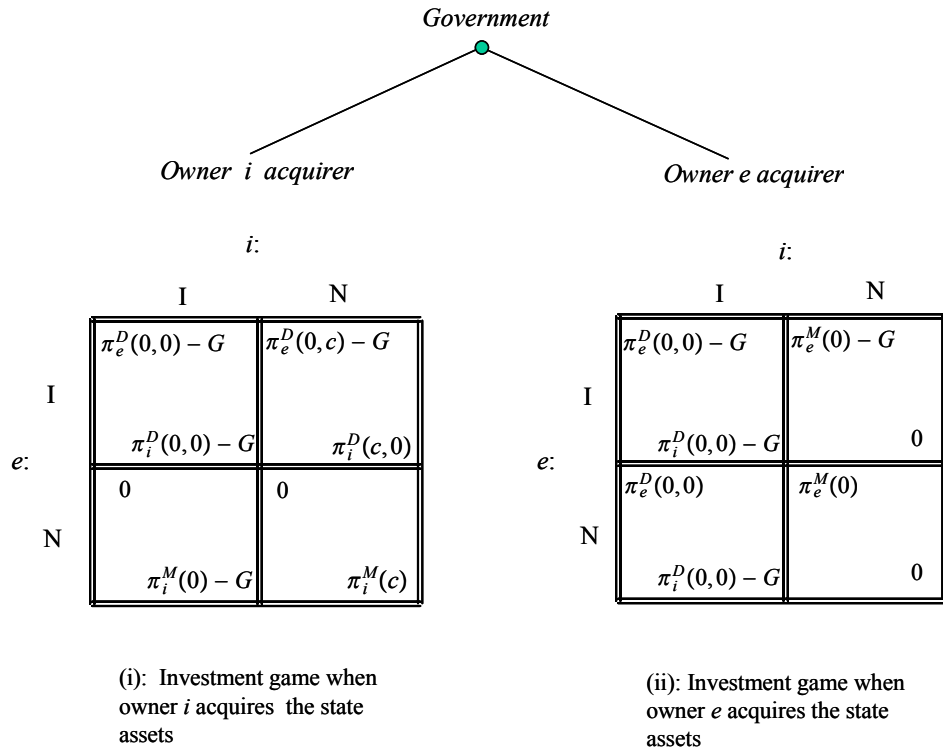 Government
Owner i acquirer
Owner e acquirer
i:
i:
I N
I N
π_e^D(0,0) − G π_e^D(0,c) − G
π_e^D(0,0) − G π_e^M(0) − G
I
I
π_i^D(0,0) − G π_i^D(c,0)
π_i^D(0,0) − G 0
e:
e:
0 0
π_e^D(0,0) π_e^M(0)
N
N
π_i^M(0) − G π_i^M(c)
π_i^D(0,0) − G 0
(i): Investment game when
owner i acquires the state
assets
(ii): Investment game when
owner e acquires the state
assets